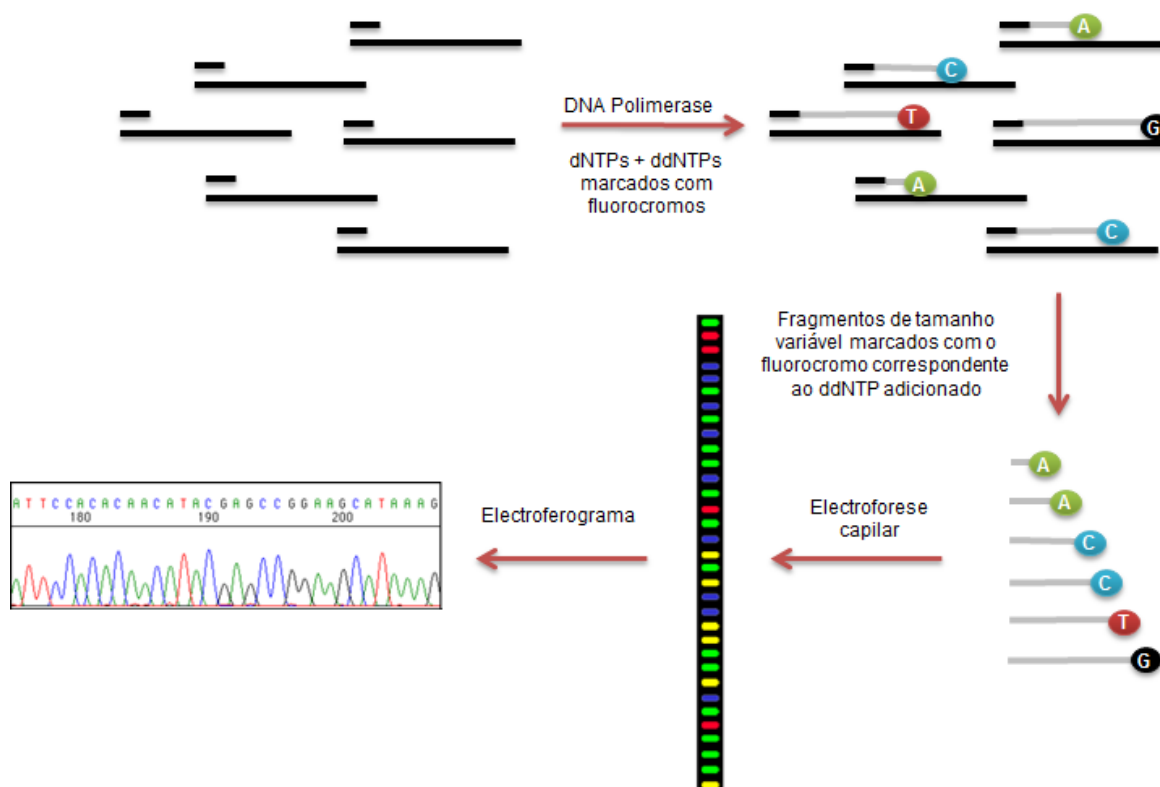 A
C
DNA Polimerase
T
G
dNTPs + ddNTPs
marcados com
fluorocromos
A
C
Fragmentos de tamanho
variável marcados com o
fluorocromo correspondente
ao ddNTP adicionado
A
A
C
C
T
G
Electroforese
capilar
Electroferograma
ATTCCACACAACATACGAGCCGGAAGCATAAAG
180 190 200